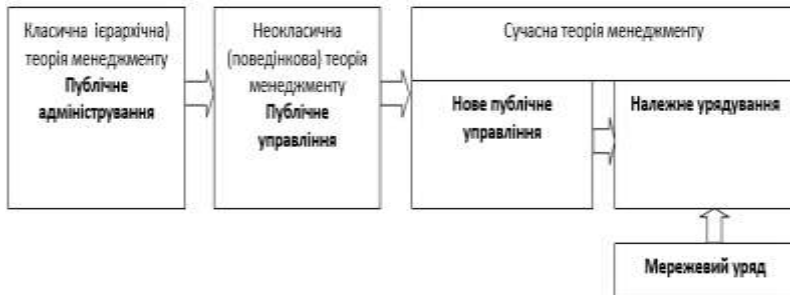 Класична ієрархічна)
теорія менеджменту
Публічне
адміністрування
Неокласична
(поведінкова) теорія
менеджменту
Публічне
управління
Сучасна теорія менеджменту
Нове публічне
управління
Належне урядування
Мережевий уряд